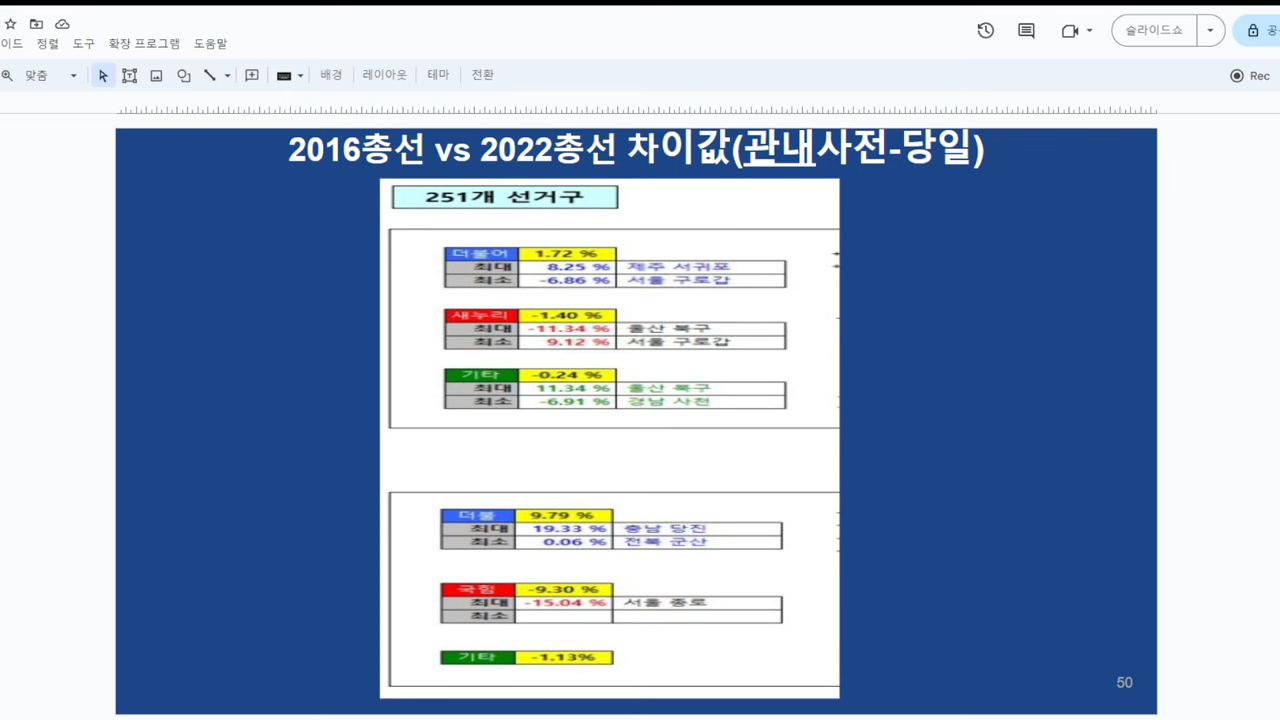 이드 정렬 도구 확장 프로그램 도움말
슬라이드쇼
공
맞춤
배경 레이아웃 테마 전환
Rec
2016총선 vs 2022총선 차이값(관내사전-당일)
251개 선거구
더불어 1.72 %
최대 8.25 % 제주 서귀포
최소 -6.86 % 서울 구로갑
새누리 -1.40 %
최대 -11.34 % 울산 북구
최소 9.12 % 서울 구로갑
기타 -0.24 %
최대 11.34 % 울산 북구
최소 -6.91 % 경남 사천
더불 9.79 %
최대 19.33 % 충남 당진
최소 0.06 % 전북 군산
국힘 -9.30 %
최대 -15.04 % 서울 종로
최소
기타 -1.13%
50